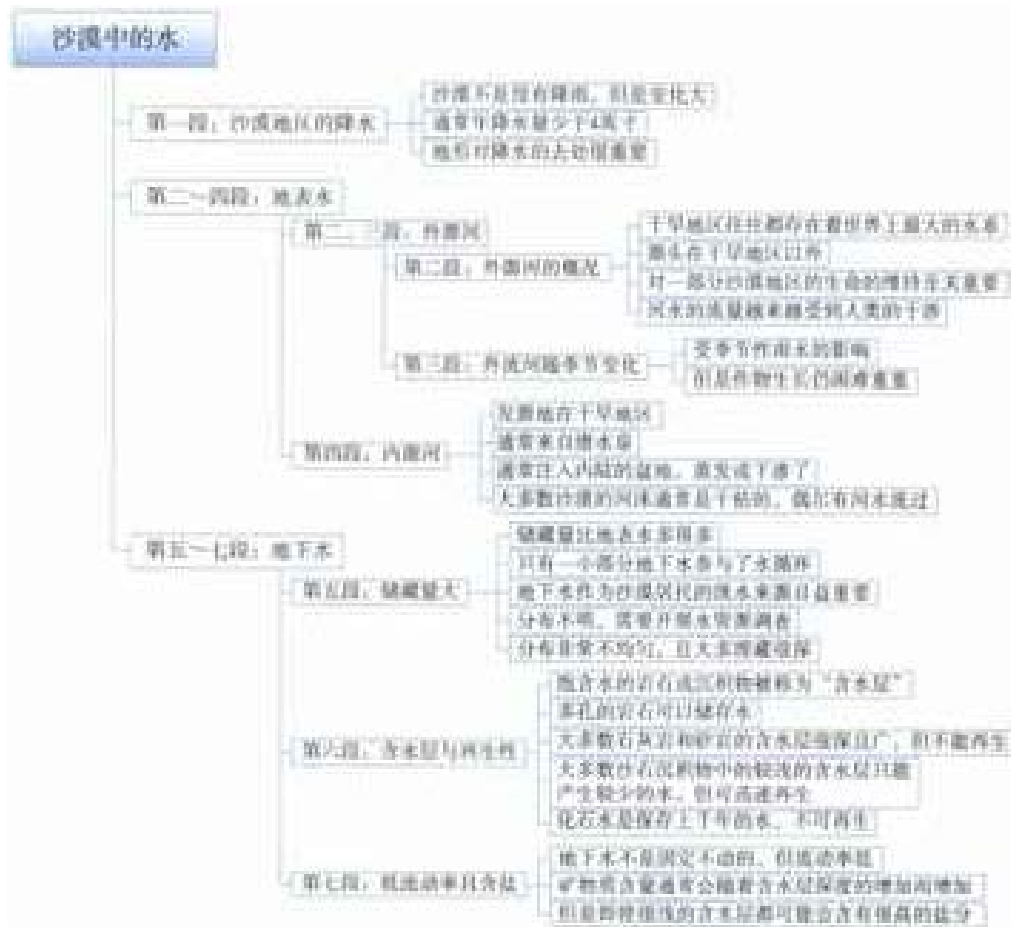 沙漠中的水
第一段：沙漠地区的降水
沙漠不是没有降雨，但是变化大
通常年降水量少于4英寸
地形对降水的去处很重要
第二～四段：地表水
第二、三段：外源河
第二段：外源河的概况
干旱地区往往都存在着世界上最大的水系
源头在干旱地区以外
对一部分沙漠地区的生命的维持至关重要
河水的流量越来越受到人类的干涉
第三段：外流河随季节变化
受季节性雨水的影响
但是作物生长仍困难重重
第四段：内源河
发源地在干旱地区
通常来自潜水泉
通常注入内陆的盆地，蒸发或下渗了
大多数沙漠的河床通常是干枯的，偶尔有河水流过
第五～七段：地下水
第五段：储藏量大
储藏量比地表水多得多
只有一小部分地下水参与了水循环
地下水作为沙漠居民的淡水来源日益重要
分布不明，需要开展水资源调查
分布非常不均匀，且大多埋藏很深
第六段：含水层与再生性
饱含水的岩石或沉积物被称为“含水层”
多孔的岩石可以储存水
大多数石灰岩和砂岩的含水层很深且广，但不能再生
大多数沙石沉积物中的较浅的含水层只能
产生较少的水，但可迅速再生
化石水是保存上千年的水，不可再生
第七段：低流动率且含盐
地下水不是固定不动的，但流动率低
矿物质含量通常会随着含水层深度的增加而增加
但是即使很浅的含水层都可能会含有很高的盐分